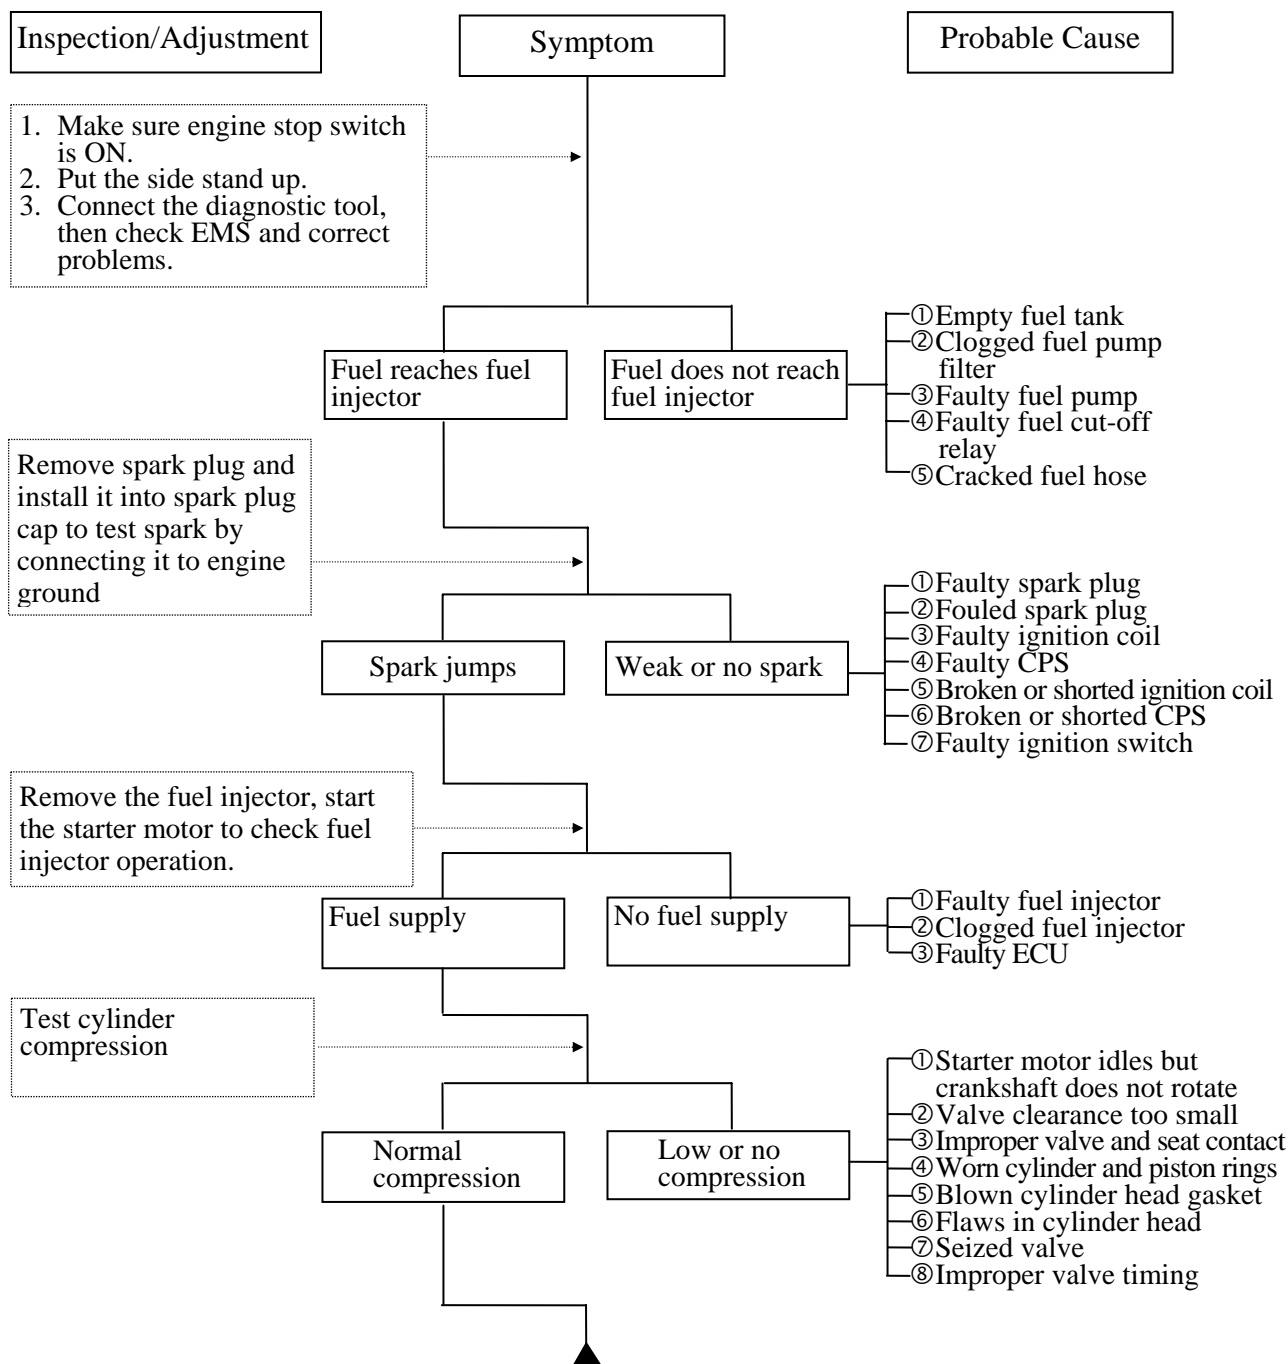 Inspection/Adjustment
Symptom
Probable Cause
1. Make sure engine stop switch
is ON.
2. Put the side stand up.
3. Connect the diagnostic tool,
then check EMS and correct
problems.
Fuel reaches fuel
injector
Fuel does not reach
fuel injector
①Empty fuel tank
②Clogged fuel pump
filter
③Faulty fuel pump
④Faulty fuel cut-off
relay
⑤Cracked fuel hose
Remove spark plug and
install it into spark plug
cap to test spark by
connecting it to engine
ground
Spark jumps
Weak or no spark
①Faulty spark plug
②Fouled spark plug
③Faulty ignition coil
④Faulty CPS
⑤Broken or shorted ignition coil
⑥Broken or shorted CPS
⑦Faulty ignition switch
Remove the fuel injector, start
the starter motor to check fuel
injector operation.
Fuel supply
No fuel supply
①Faulty fuel injector
②Clogged fuel injector
③Faulty ECU
Test cylinder
compression
Normal
compression
Low or no
compression
①Starter motor idles but
crankshaft does not rotate
②Valve clearance too small
③Improper valve and seat contact
④Worn cylinder and piston rings
⑤Blown cylinder head gasket
⑥Flaws in cylinder head
⑦Seized valve
⑧Improper valve timing